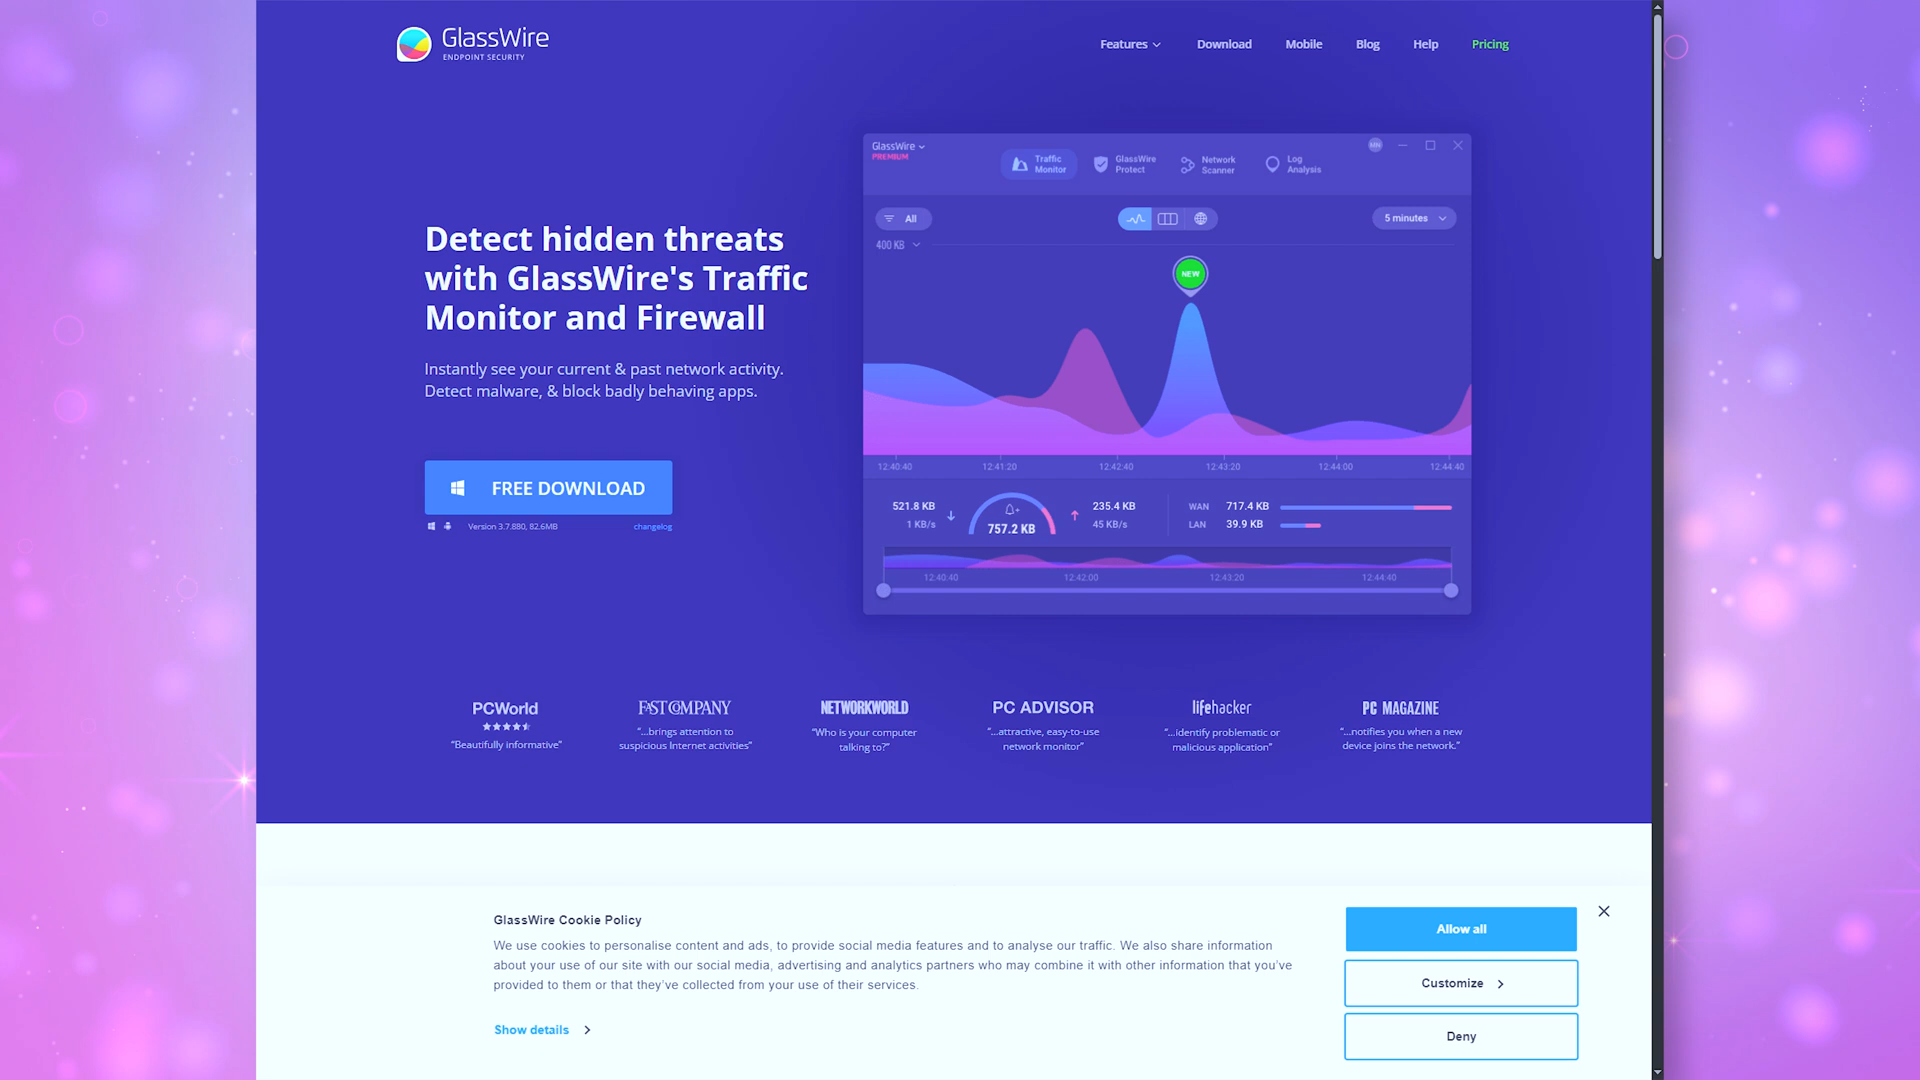 GlassWire
ENDPOINT SECURITY
Features
Download
Mobile
Blog
Help
Pricing
GlassWire
PREMIUM
Traffic
Monitor
GlassWire
Protect
Network
Scanner
Log
Analysis
MN
All
5 minutes
400 KB
NEW
Detect hidden threats
with GlassWire's Traffic
Monitor and Firewall
Instantly see your current & past network activity.
Detect malware, & block badly behaving apps.
FREE DOWNLOAD
Version 3.7.880, 82.6MB
changelog
12:40:40 12:41:20 12:42:40 12:43:20 12:44:00 12:44:40
521.8 KB
1 KB/s
757.2 KB
235.4 KB
45 KB/s
WAN 717.4 KB
LAN 39.9 KB
12:40:40 12:42:00 12:43:20 12:44:40
PCWorld
“Beautifully informative”
FAST COMPANY
“...brings attention to
suspicious Internet activities”
NETWORKWORLD
“Who is your computer
talking to?”
PC ADVISOR
“...attractive, easy-to-use
network monitor”
lifehacker
“...identify problematic or
malicious application”
PC MAGAZINE
“...notifies you when a new
device joins the network.”
GlassWire Cookie Policy
We use cookies to personalise content and ads, to provide social media features and to analyse our traffic. We also share information
about your use of our site with our social media, advertising and analytics partners who may combine it with other information that you’ve
provided to them or that they’ve collected from your use of their services.
Show details
Allow all
Customize
Deny